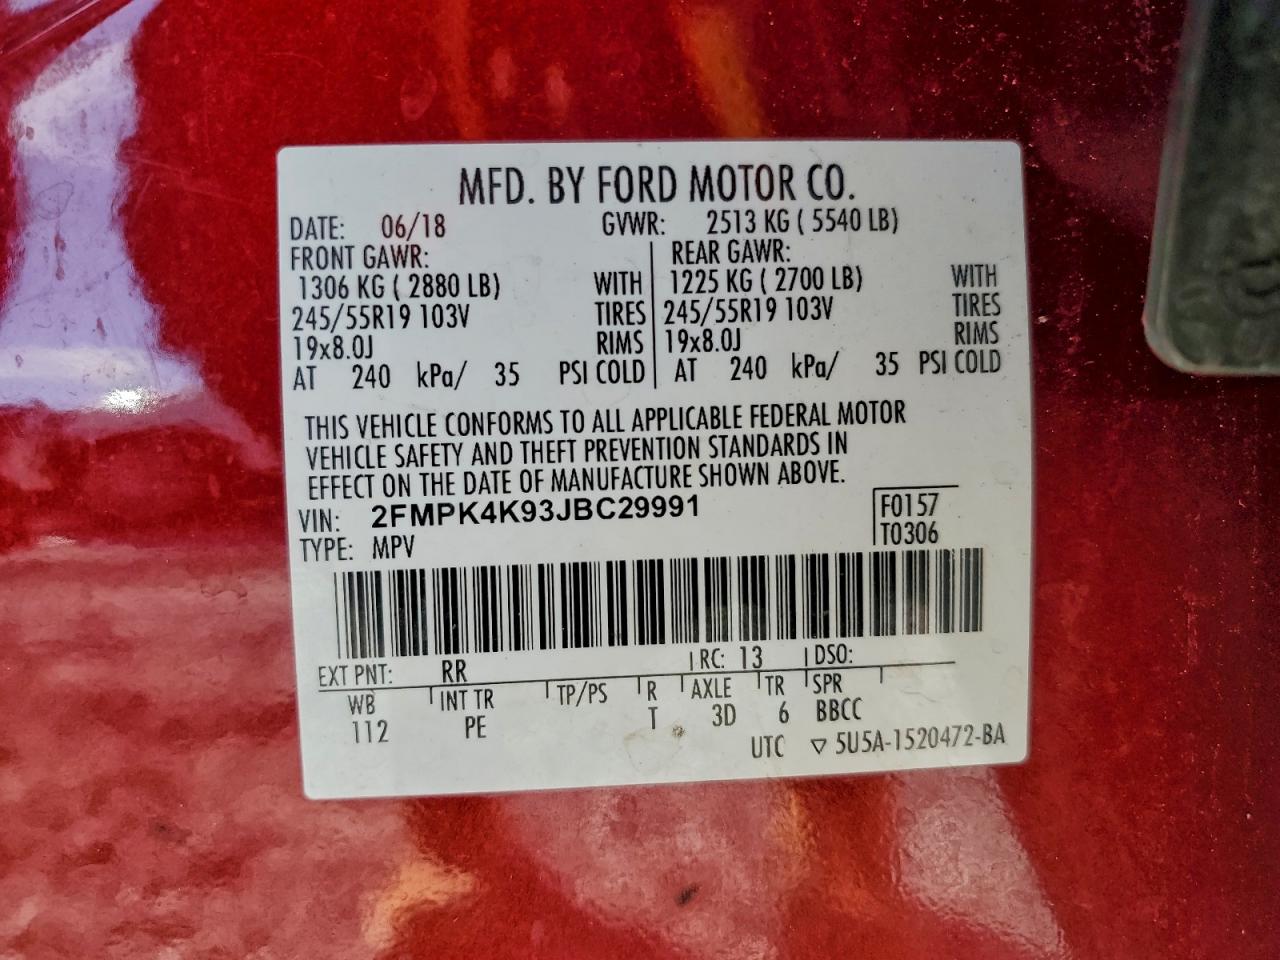 MFD. BY FORD MOTOR CO.
DATE: 06/18 GVWR: 2513 KG ( 5540 LB)
FRONT GAWR: REAR GAWR:
1306 KG ( 2880 LB) WITH 1225 KG ( 2700 LB) WITH
245/55R19 103V TIRES 245/55R19 103V TIRES
19x8.0J RIMS 19x8.0J RIMS
AT 240 kPa/ 35 PSI COLD AT 240 kPa/ 35 PSI COLD
THIS VEHICLE CONFORMS TO ALL APPLICABLE FEDERAL MOTOR
VEHICLE SAFETY AND THEFT PREVENTION STANDARDS IN
EFFECT ON THE DATE OF MANUFACTURE SHOWN ABOVE.
VIN: 2FMPK4K93JBC29991 F0157
TYPE: MPV T0306
EXT PNT: RR RC: 13 DSO:
WB INT TR TP/PS R AXLE TR SPR
112 PE T 3D 6 BBCC
UTC ▽ 5U5A-1520472-BA